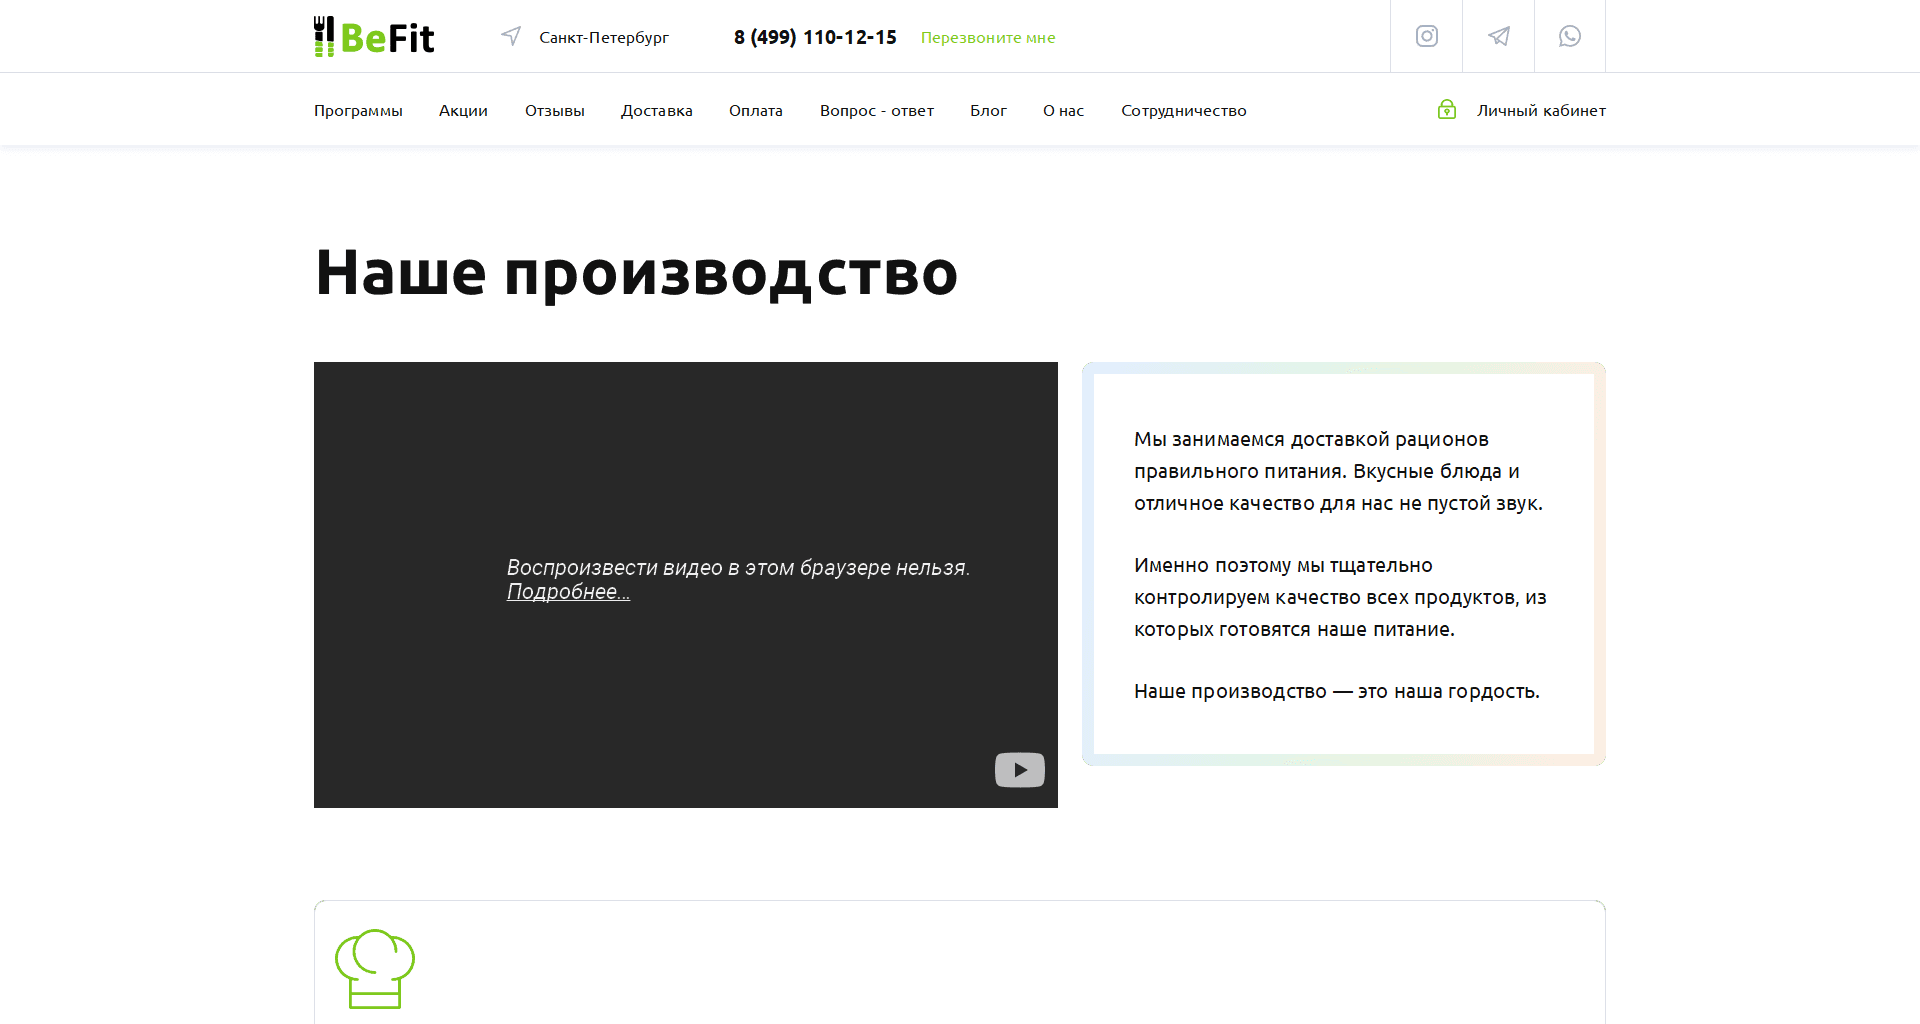 BeFit
Санкт-Петербург
8 (499) 110-12-15
Перезвоните мне
Программы
Акции
Отзывы
Доставка
Оплата
Вопрос - ответ
Блог
О нас
Сотрудничество
Личный кабинет
Наше производство
Воспроизвести видео в этом браузере нельзя.
Подробнее...
Мы занимаемся доставкой рационов
правильного питания. Вкусные блюда и
отличное качество для нас не пустой звук.
Именно поэтому мы тщательно
контролируем качество всех продуктов, из
которых готовятся наше питание.
Наше производство — это наша гордость.